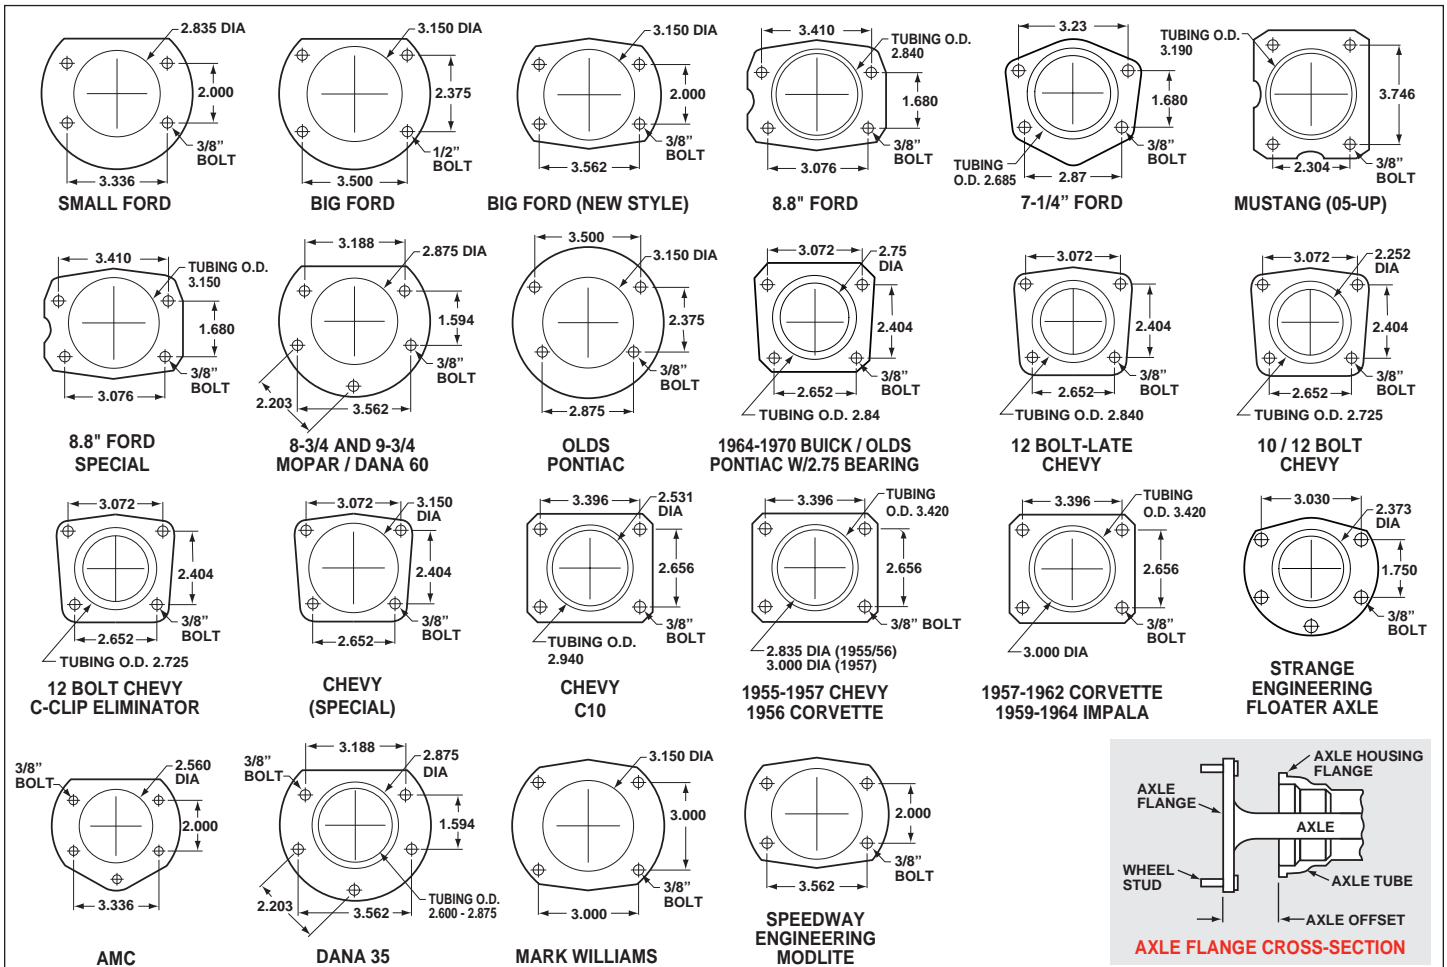 2.835 DIA
2.000
3/8”
BOLT
3.336
SMALL FORD
3.150 DIA
2.375
1/2”
BOLT
3.500
BIG FORD
3.150 DIA
2.000
3/8”
BOLT
3.562
BIG FORD (NEW STYLE)
3.410
TUBING O.D.
2.840
1.680
3/8”
BOLT
3.076
8.8" FORD
3.23
1.680
3/8”
BOLT
TUBING
O.D. 2.685
2.87
7-1/4” FORD
TUBING O.D.
3.190
3.746
2.304
3/8”
BOLT
MUSTANG (05-UP)
3.410
TUBING O.D.
3.150
1.680
3/8”
BOLT
3.076
8.8" FORD
SPECIAL
3.188
2.875 DIA
1.594
3/8”
BOLT
2.203
3.562
8-3/4 AND 9-3/4
MOPAR / DANA 60
3.500
3.150 DIA
2.375
3/8”
BOLT
2.875
OLDS
PONTIAC
3.072
2.75
DIA
2.404
3/8”
BOLT
2.652
TUBING O.D. 2.84
1964-1970 BUICK / OLDS
PONTIAC W/2.75 BEARING
3.072
2.404
3/8”
BOLT
2.652
TUBING O.D. 2.840
12 BOLT-LATE
CHEVY
3.072
2.252
DIA
2.404
3/8”
BOLT
2.652
TUBING O.D. 2.725
10 / 12 BOLT
CHEVY
3.072
2.404
3/8”
BOLT
2.652
TUBING O.D. 2.725
12 BOLT CHEVY
C-CLIP ELIMINATOR
3.072
3.150
DIA
2.404
3/8”
BOLT
2.652
CHEVY
(SPECIAL)
3.396
2.531
DIA
2.656
3/8”
BOLT
TUBING O.D.
2.940
CHEVY
C10
3.396
TUBING
O.D. 3.420
2.656
3/8” BOLT
2.835 DIA (1955/56)
3.000 DIA (1957)
1955-1957 CHEVY
1956 CORVETTE
3.396
TUBING
O.D. 3.420
2.656
3/8”
BOLT
3.000 DIA
1957-1962 CORVETTE
1959-1964 IMPALA
3.030
2.373
DIA
1.750
3/8”
BOLT
STRANGE
ENGINEERING
FLOATER AXLE
3/8”
BOLT
2.560
DIA
2.000
3.336
AMC
3/8”
BOLT
3.188
2.875
DIA
1.594
2.203
3.562
TUBING O.D.
2.600 - 2.875
DANA 35
3.150 DIA
3.000
3/8”
BOLT
3.000
MARK WILLIAMS
2.000
3/8”
BOLT
3.562
SPEEDWAY
ENGINEERING
MODLITE
AXLE HOUSING
FLANGE
AXLE
FLANGE
AXLE
WHEEL
STUD
AXLE TUBE
AXLE OFFSET
AXLE FLANGE CROSS-SECTION